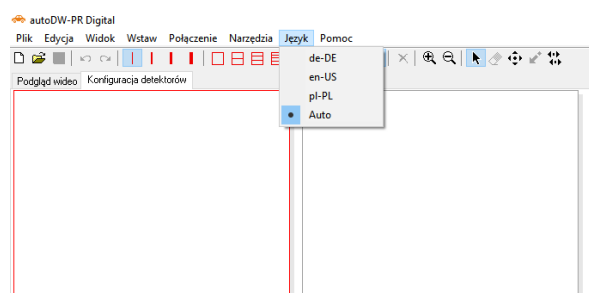 autoDW-PR Digital
Plik Edycja Widok Wstaw Połączenie Narzędzia Język Pomoc
Podgląd wideo Konfiguracja detektorów
de-DE
en-US
pl-PL
Auto